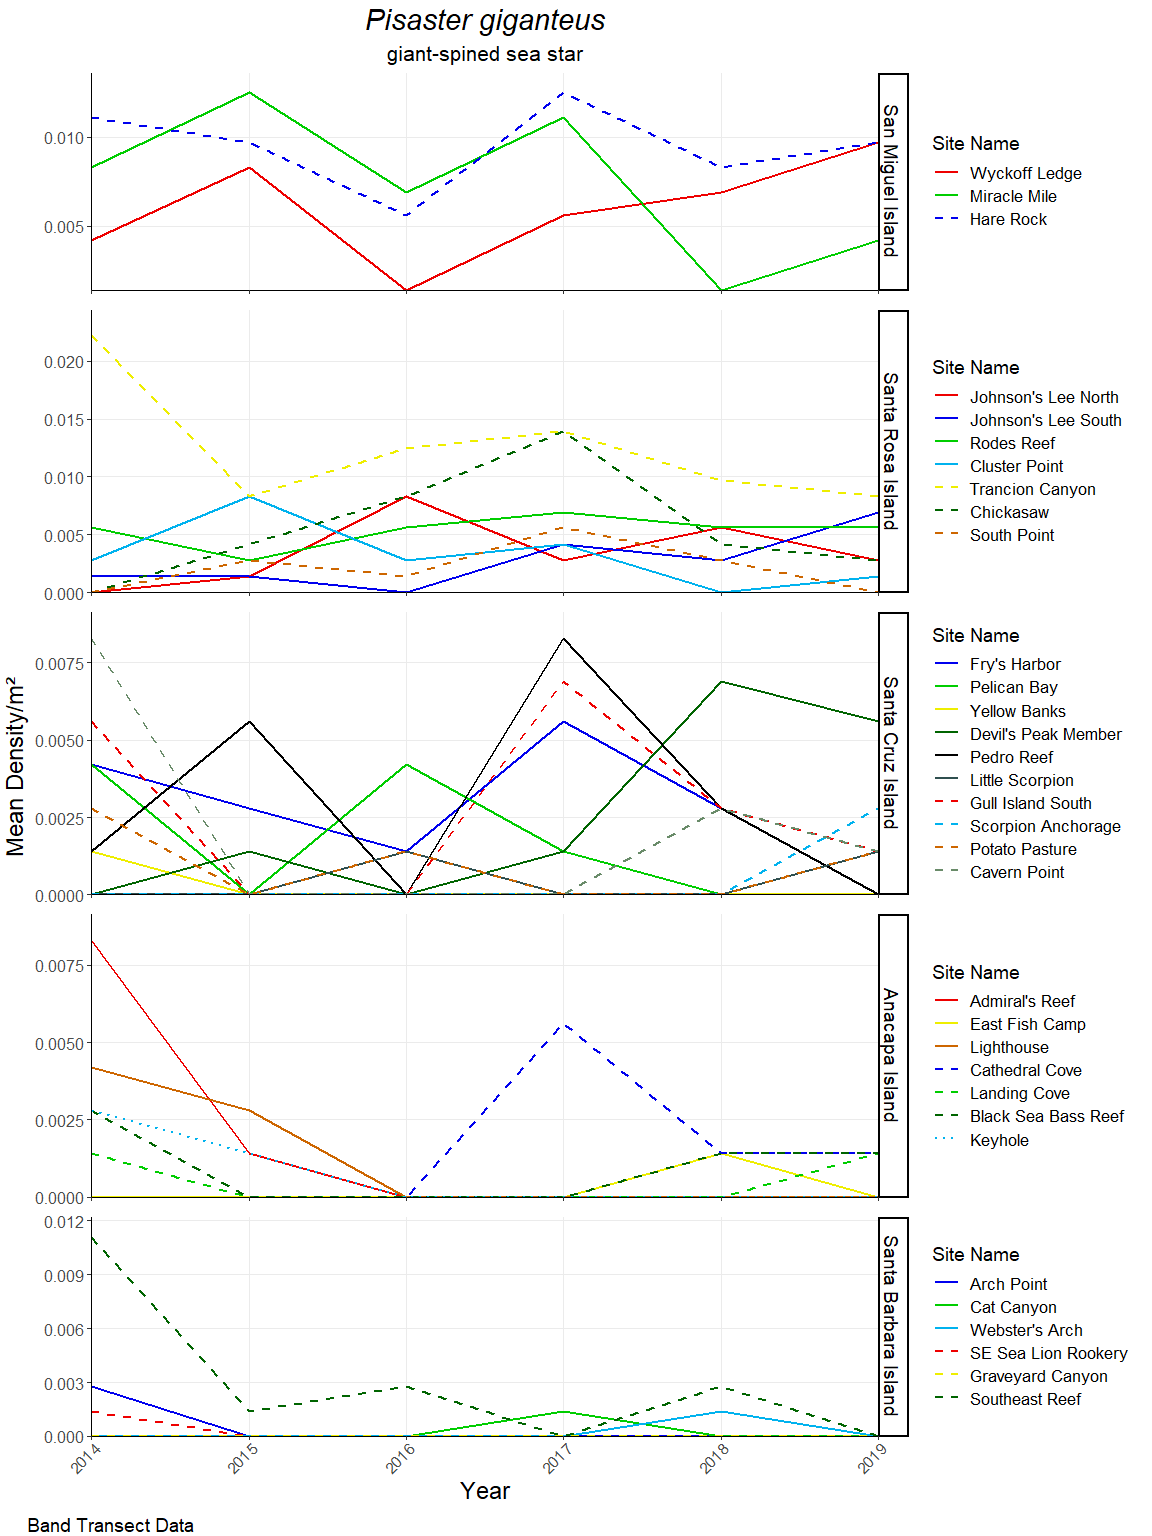 Pisaster giganteus
giant-spined sea star
Mean Density/m²
0.010
0.005
San Miguel Island
Site Name
Wyckoff Ledge
Miracle Mile
Hare Rock
0.020
0.015
0.010
0.005
0.000
Santa Rosa Island
Site Name
Johnson's Lee North
Johnson's Lee South
Rodes Reef
Cluster Point
Trancion Canyon
Chickasaw
South Point
0.0075
0.0050
0.0025
0.0000
Santa Cruz Island
Site Name
Fry's Harbor
Pelican Bay
Yellow Banks
Devil's Peak Member
Pedro Reef
Little Scorpion
Gull Island South
Scorpion Anchorage
Potato Pasture
Cavern Point
0.0075
0.0050
0.0025
0.0000
Anacapa Island
Site Name
Admiral's Reef
East Fish Camp
Lighthouse
Cathedral Cove
Landing Cove
Black Sea Bass Reef
Keyhole
0.012
0.009
0.006
0.003
0.000
Santa Barbara Island
Site Name
Arch Point
Cat Canyon
Webster's Arch
SE Sea Lion Rookery
Graveyard Canyon
Southeast Reef
2014 2015 2016 2017 2018 2019
Year
Band Transect Data